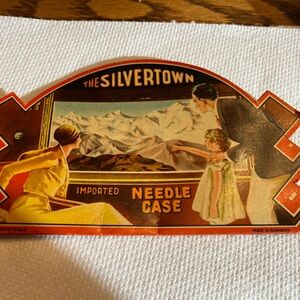 THE SILVERTOWN
IMPORTED NEEDLE
CASE
MADE IN GERMANY